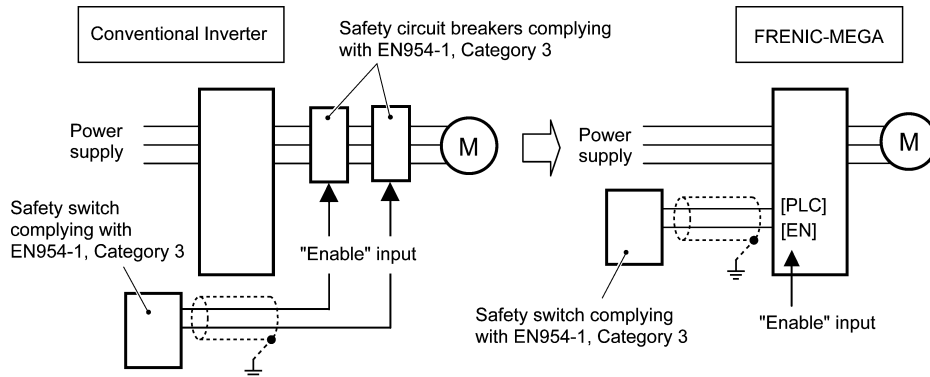 Conventional Inverter
Safety circuit breakers complying
with EN954-1, Category 3
FRENIC-MEGA
Power
supply
M
Power
supply
M
Safety switch
complying with
EN954-1, Category 3
"Enable" input
[PLC]
[EN]
Safety switch complying
with EN954-1, Category 3
"Enable" input